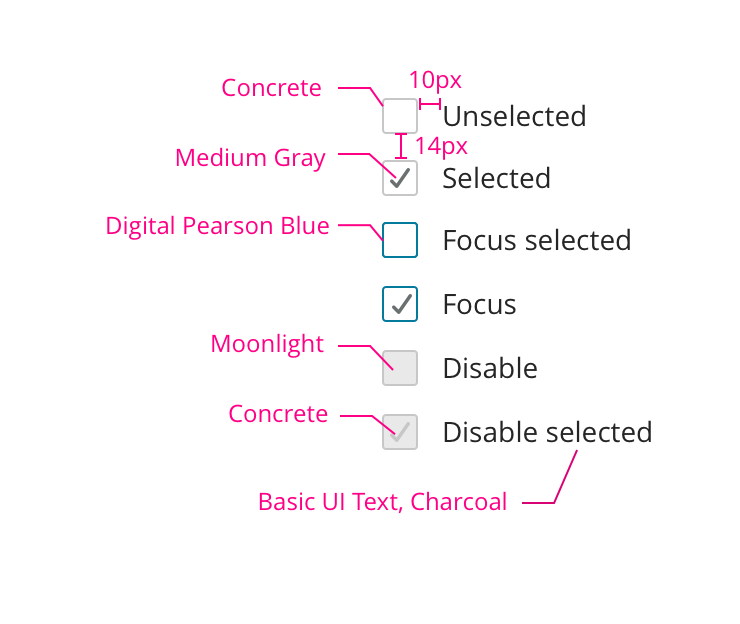 10px
Concrete
Unselected
14px
Medium Gray
Selected
Digital Pearson Blue
Focus selected
Focus
Moonlight
Disable
Concrete
Disable selected
Basic UI Text, Charcoal